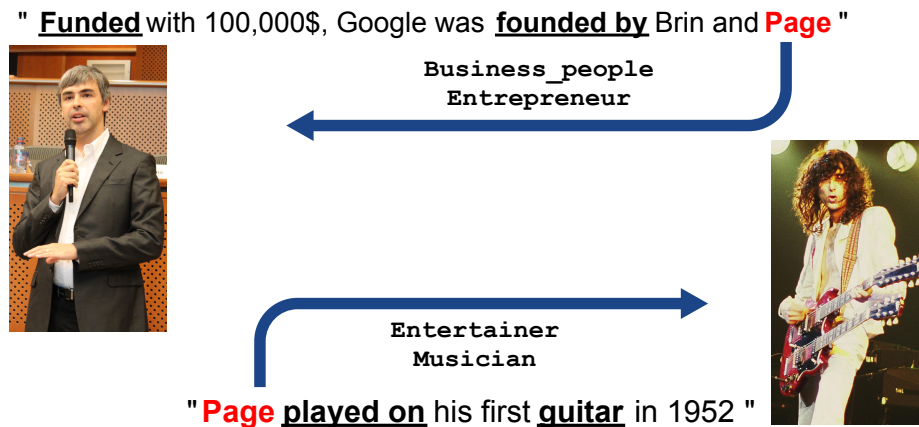 " Funded with 100,000$, Google was founded by Brin and Page "
Business_people
Entrepreneur
Entertainer
Musician
"Page played on his first guitar in 1952 "